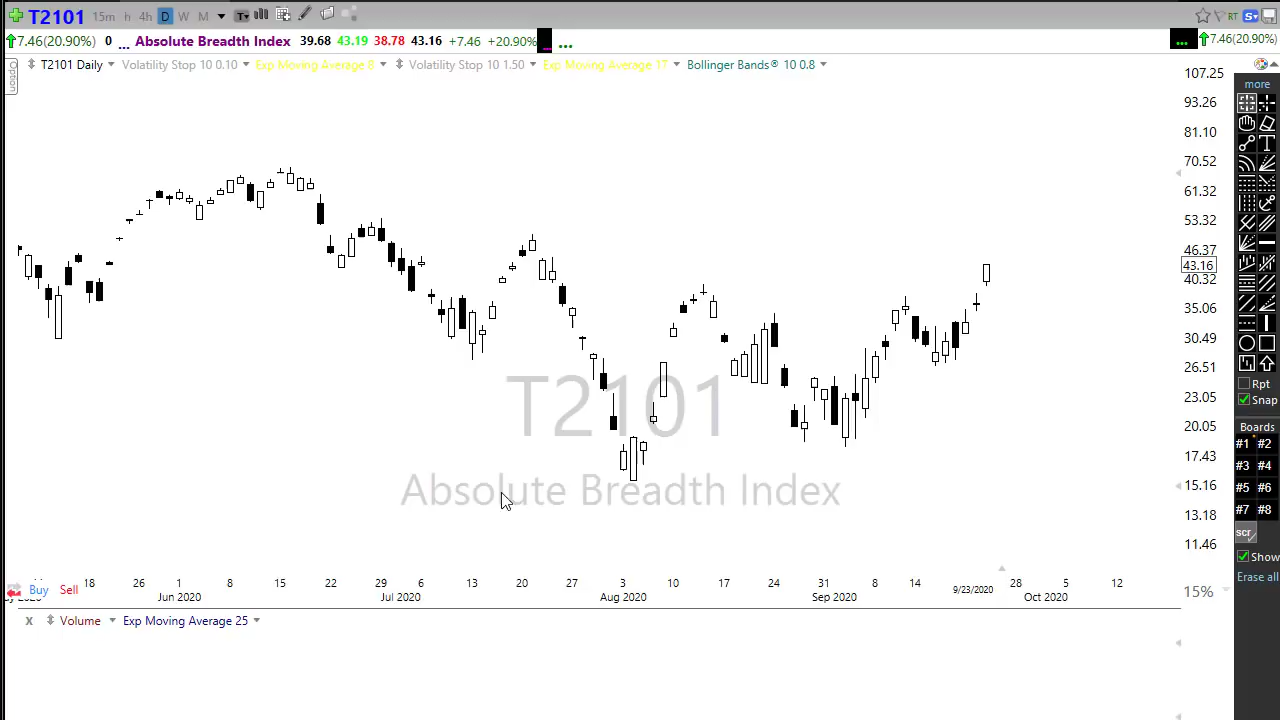 T2101 15m h 4h D W M T RT S
7.46(20.90%) 0 ... Absolute Breadth Index 39.68 43.19 38.78 43.16 +7.46 +20.90% ... ... 7.46(20.90%)
Option
T2101 Daily Volatility Stop 10 0.10 Exp Moving Average 8 Volatility Stop 10 1.50 Exp Moving Average 17 Bollinger Bands® 10 0.8
107.25
93.26
81.10
70.52
61.32
53.32
46.37
43.16
40.32
35.06
30.49
26.51
23.05
20.05
17.43
15.16
13.18
11.46
15%
more
T
Rpt
Snap
Boards
#1 #2
#3 #4
#5 #6
#7 #8
scr
Show
Erase all
T2101
Absolute Breadth Index
18 26 1 8 15 22 29 6 13 20 27 3 10 17 24 31 8 14 9/23/2020 28 5 12
Buy Sell
2020 Jun 2020 Jul 2020 Aug 2020 Sep 2020 Oct 2020
x Volume Exp Moving Average 25